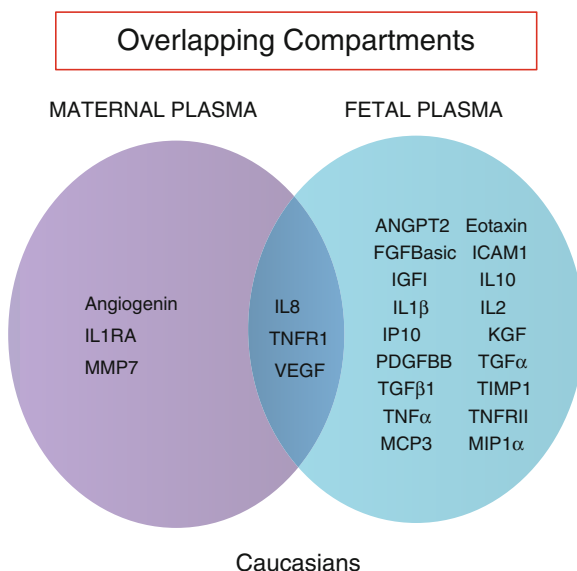 Overlapping Compartments
MATERNAL PLASMA
FETAL PLASMA
Angiogenin
IL1RA
MMP7
IL8
TNFR1
VEGF
ANGPT2 Eotaxin
FGFBasic ICAM1
IGFI IL10
IL1β IL2
IP10 KGF
PDGFBB TGFα
TGFβ1 TIMP1
TNFα TNFRII
MCP3 MIP1α
Caucasians